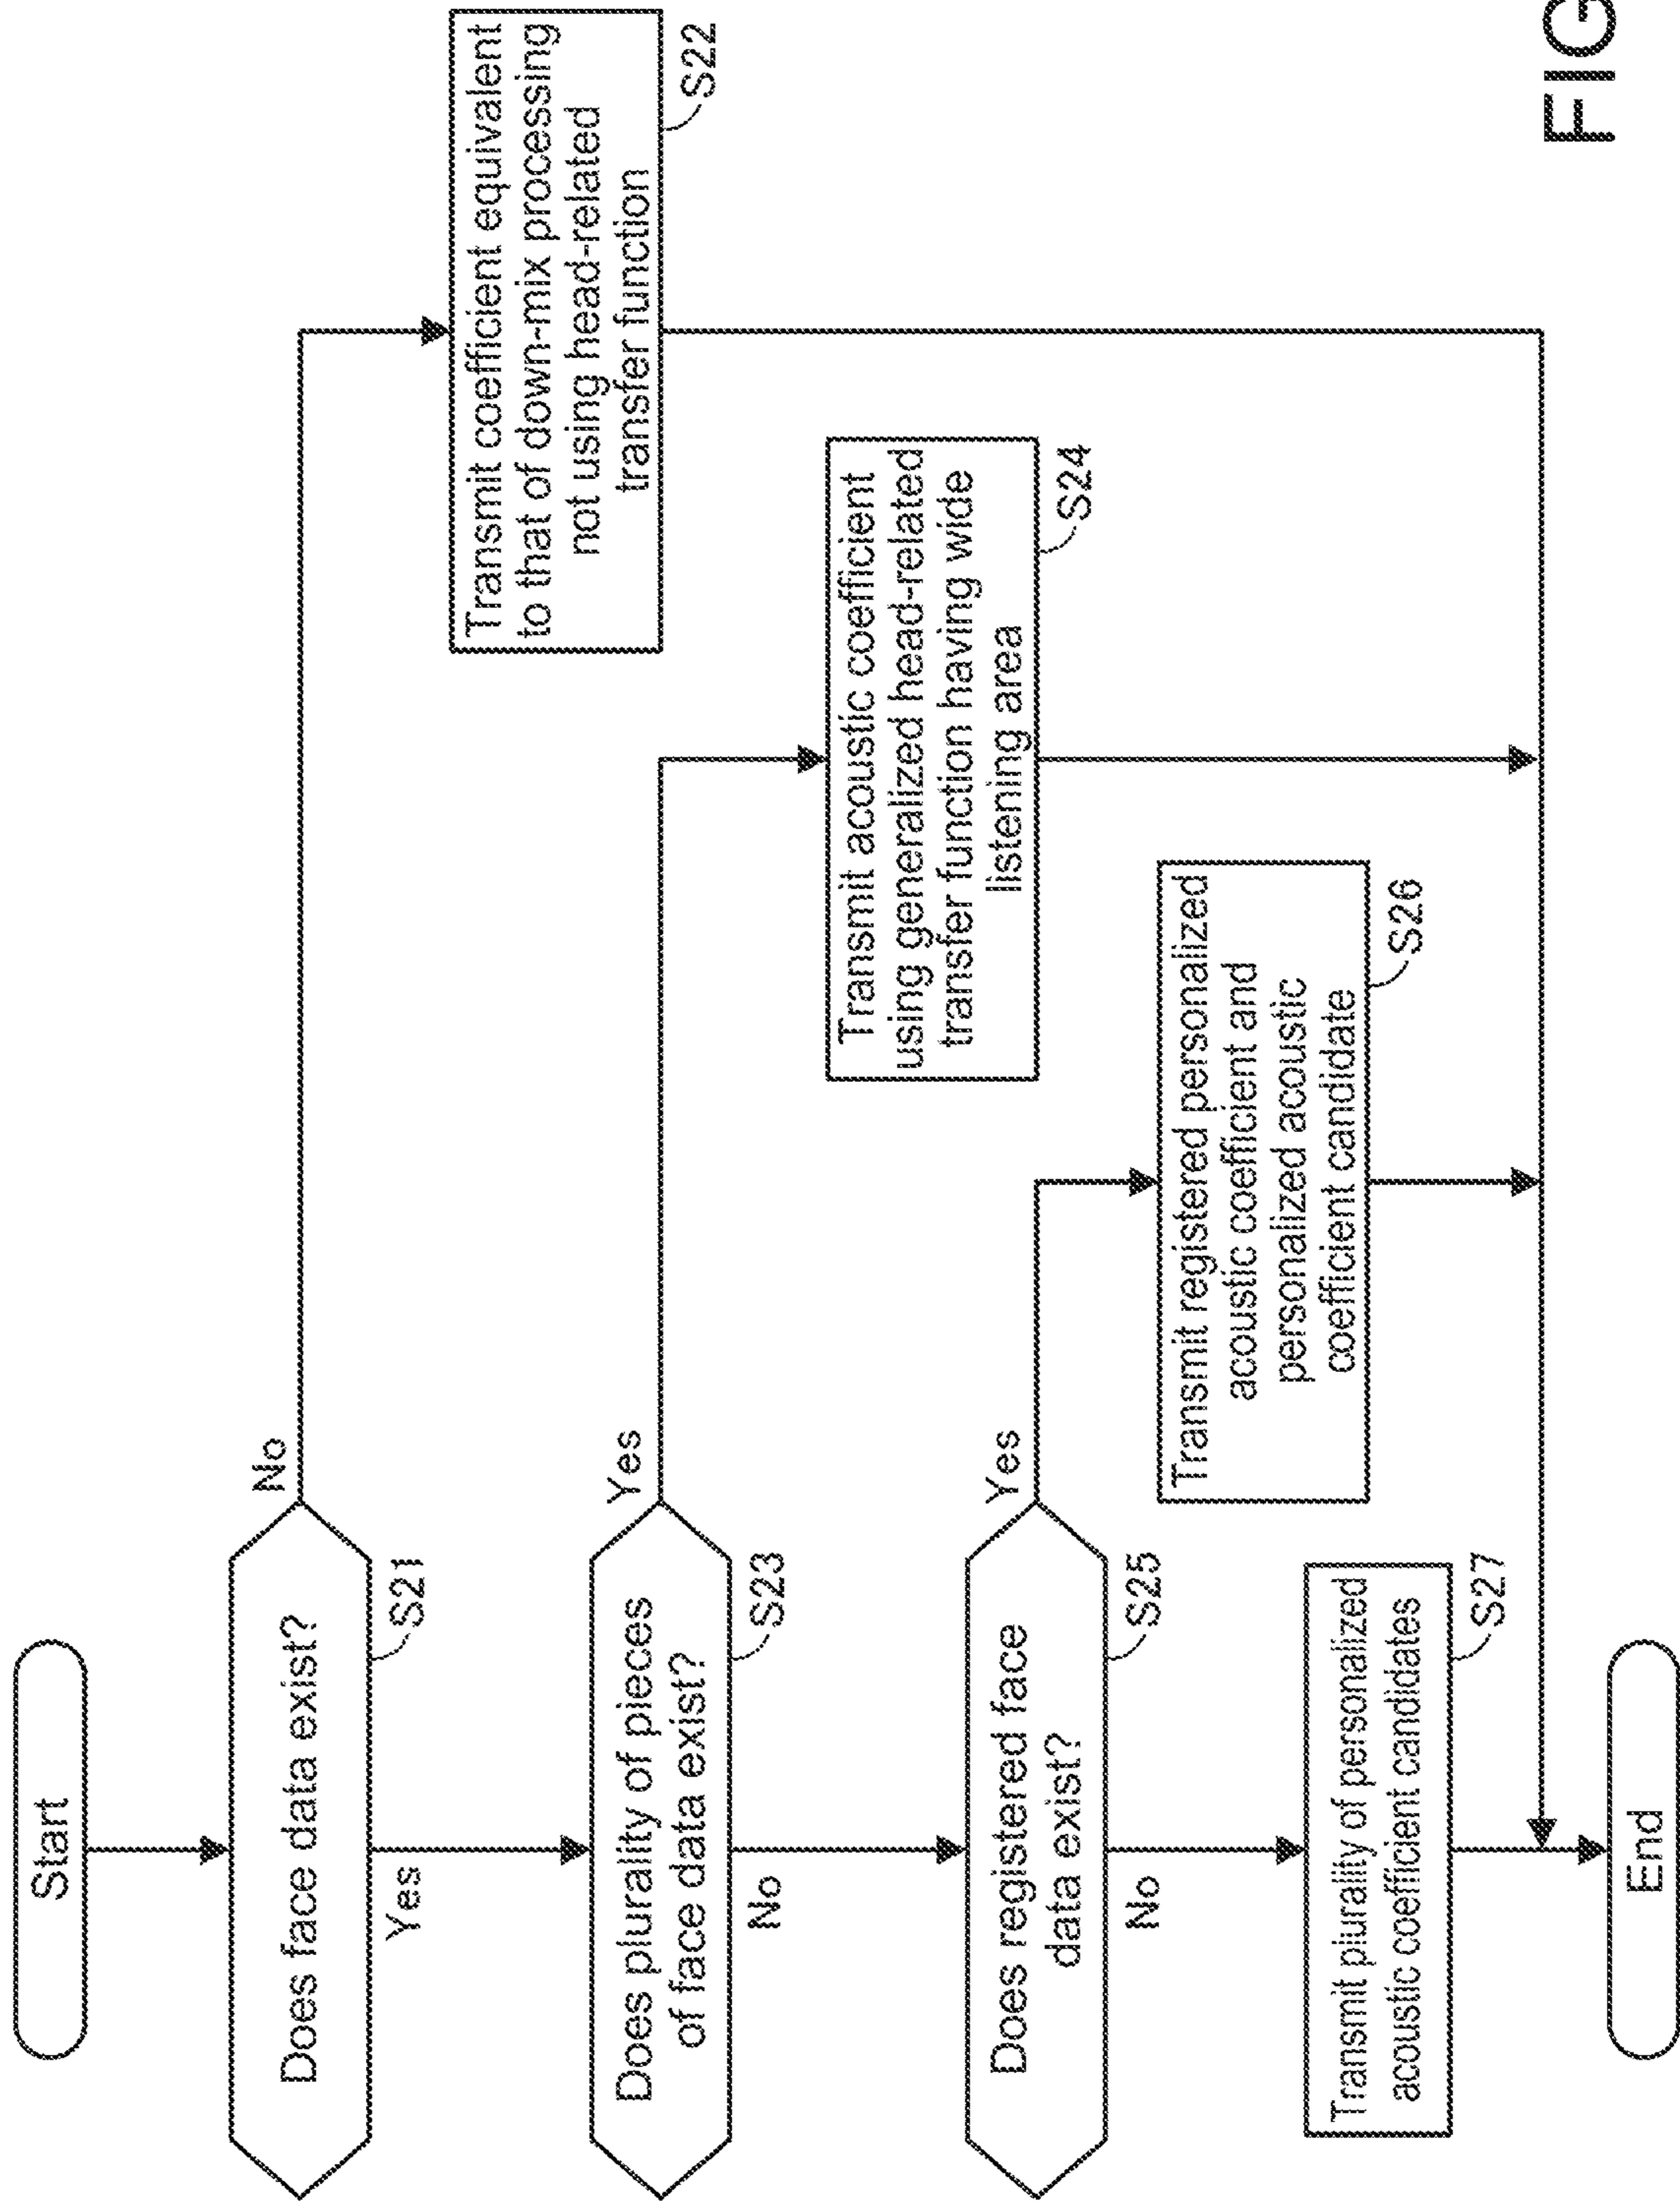 Start
Does face data exist?
S21
No
Yes
Transmit coefficient equivalent
to that of down-mix processing
not using head-related
transfer function
S22
Does plurality of pieces
of face data exist?
S23
Yes
No
Transmit acoustic coefficient
using generalized head-related
transfer function having wide
listening area
S24
Does registered face
data exist?
S25
Yes
No
Transmit registered personalized
acoustic coefficient and
personalized acoustic
coefficient candidate
S26
Transmit plurality of personalized
acoustic coefficient candidates
S27
End
FIG